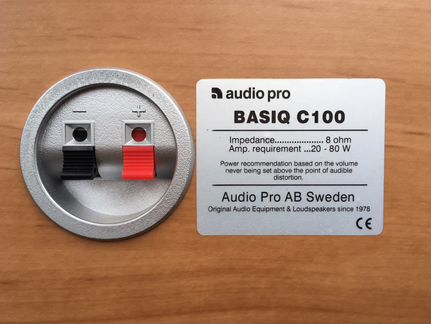 − +
audio pro
BASIQ C100
Impedance.................... 8 ohm
Amp. requirement ...20 - 80 W
Power recommendation based on the volume
never being set above the point of audible
distortion.
Audio Pro AB Sweden
Original Audio Equipment & Loudspeakers since 1978
CE